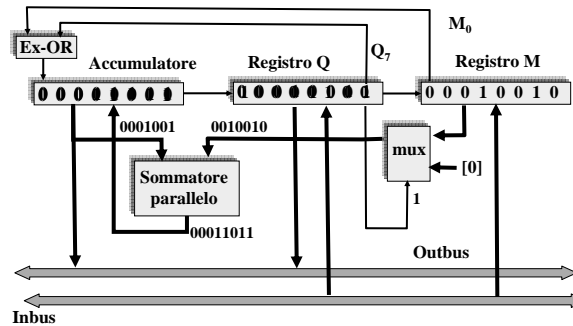 M0
Ex-OR
Accumulatore
Registro Q
Q7
Registro M
0 0 0 1 0 0 1 0
0001001
0010010
mux
[0]
Sommatore
parallelo
1
00011011
Outbus
Inbus